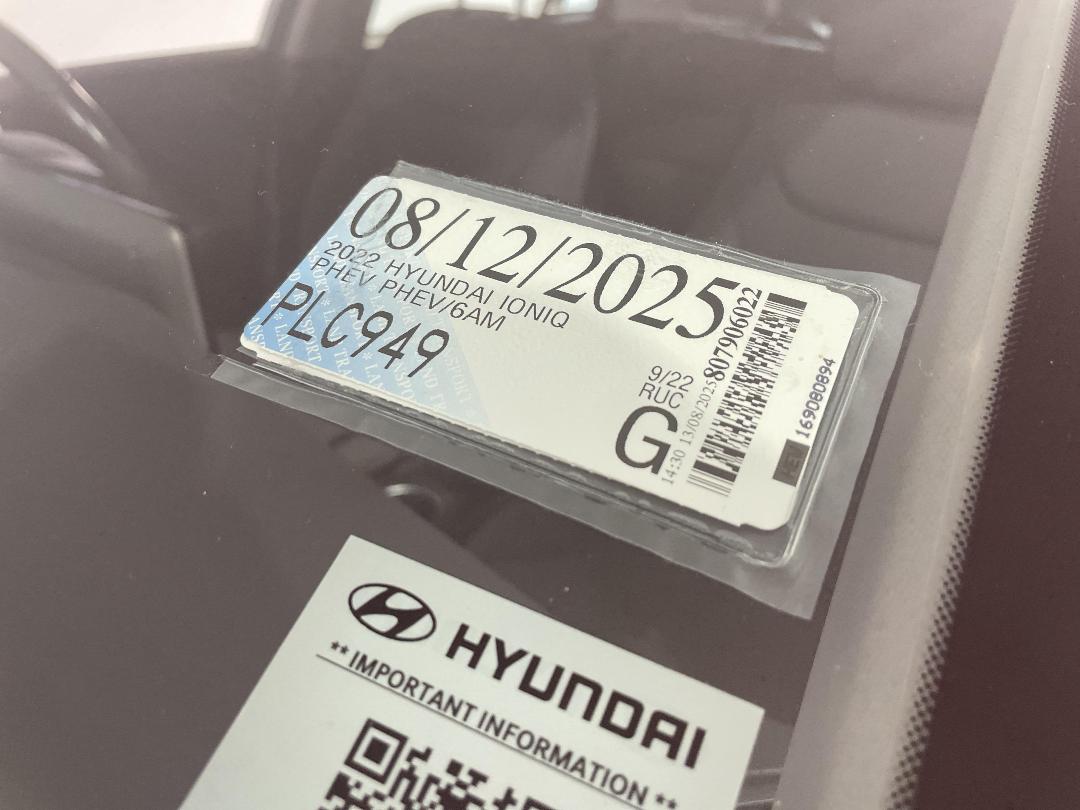 08/12/2025
2022 HYUNDAI IONIQ
PHEV PHEV/6AM
PLC949
9/22
RUC
G
14:30 13/08/2025
807906022
169080894
HYUNDAI
** IMPORTANT INFORMATION **